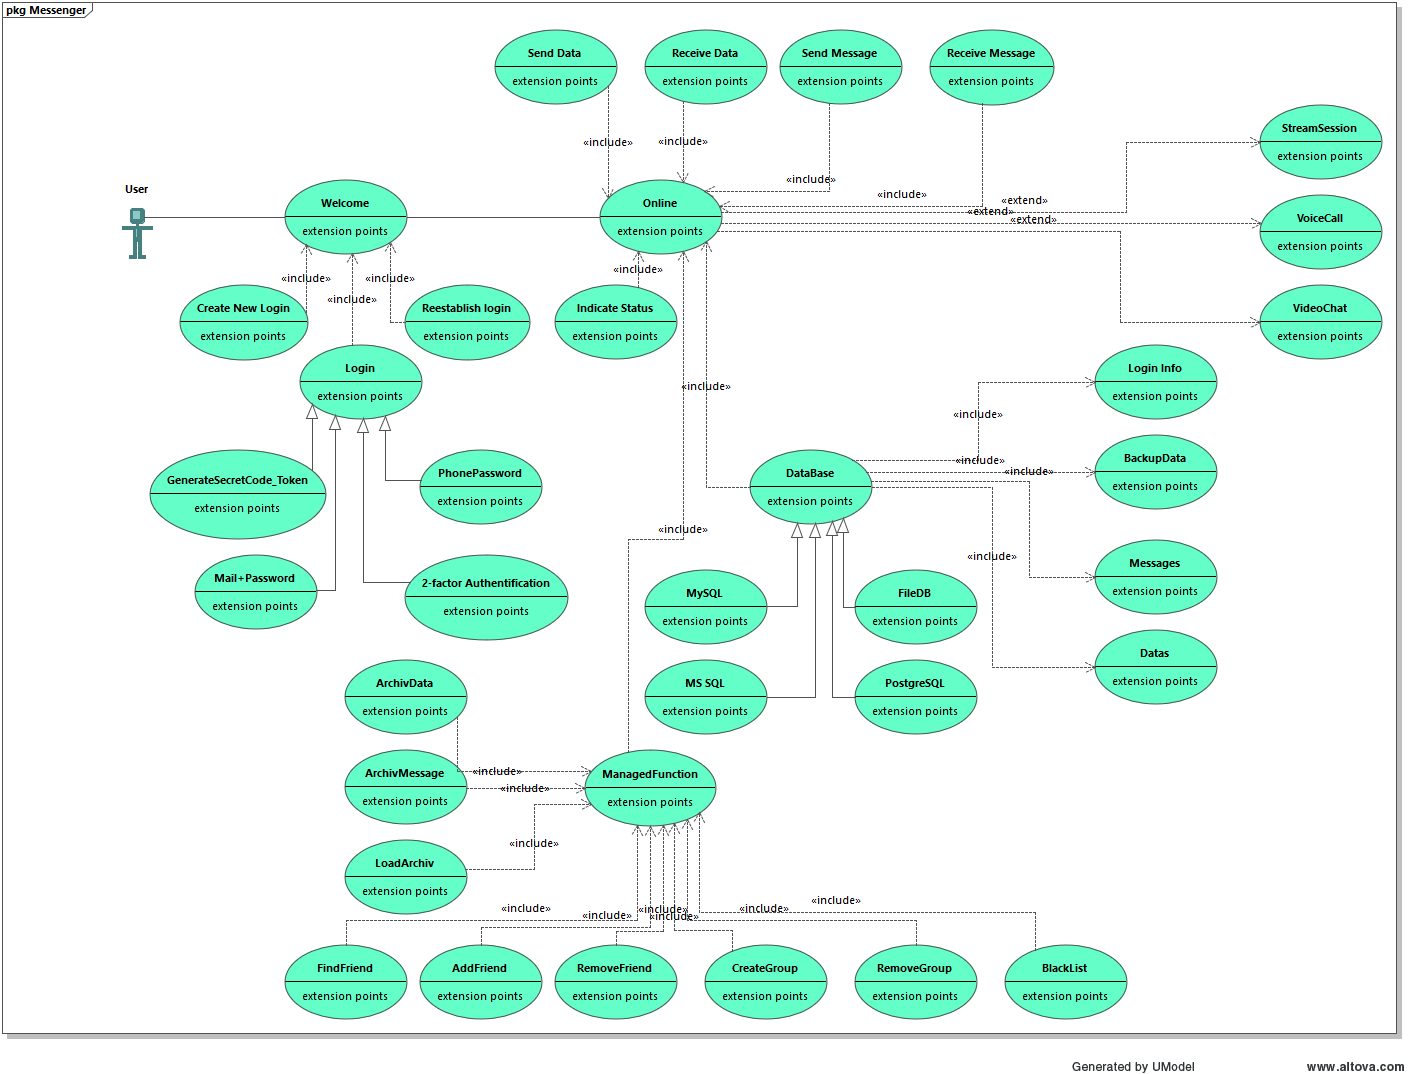 pkg Messenger
Send Data
extension points
Receive Data
extension points
Send Message
extension points
Receive Message
extension points
StreamSession
extension points
«include»
«include»
«include»
«include»
User
Welcome
extension points
Online
extension points
«extend»
«extend»
«extend»
VoiceCall
extension points
«include»
«include»
«include»
«include»
Create New Login
extension points
Reestablish login
extension points
Indicate Status
extension points
VideoChat
extension points
Login
extension points
«include»
Login Info
extension points
«include»
«include»
«include»
GenerateSecretCode_Token
extension points
PhonePassword
extension points
DataBase
extension points
BackupData
extension points
«include»
«include»
Mail+Password
extension points
2-factor Authentification
extension points
MySQL
extension points
FileDB
extension points
Messages
extension points
Datas
extension points
ArchivData
extension points
MS SQL
extension points
PostgreSQL
extension points
ArchivMessage
extension points
«include»
«include»
ManagedFunction
extension points
LoadArchiv
extension points
«include»
«include»
«include»
«include»
«include»
«include»
«include»
FindFriend
extension points
AddFriend
extension points
RemoveFriend
extension points
CreateGroup
extension points
RemoveGroup
extension points
BlackList
extension points
Generated by UModel
www.altova.com